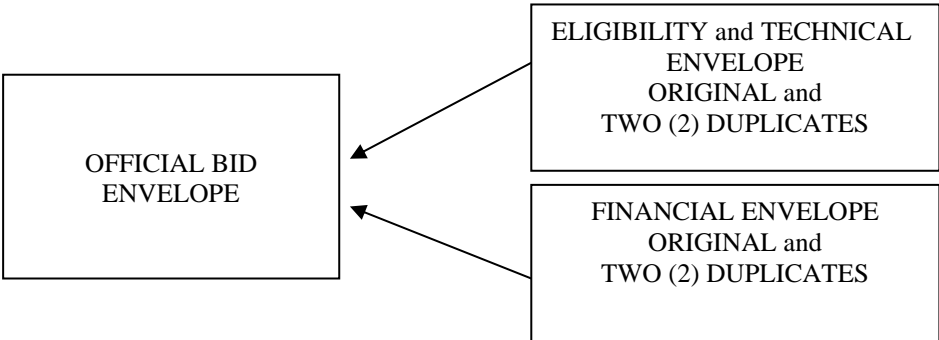 OFFICIAL BID
ENVELOPE
ELIGIBILITY and TECHNICAL
ENVELOPE
ORIGINAL and
TWO (2) DUPLICATES
FINANCIAL ENVELOPE
ORIGINAL and
TWO (2) DUPLICATES